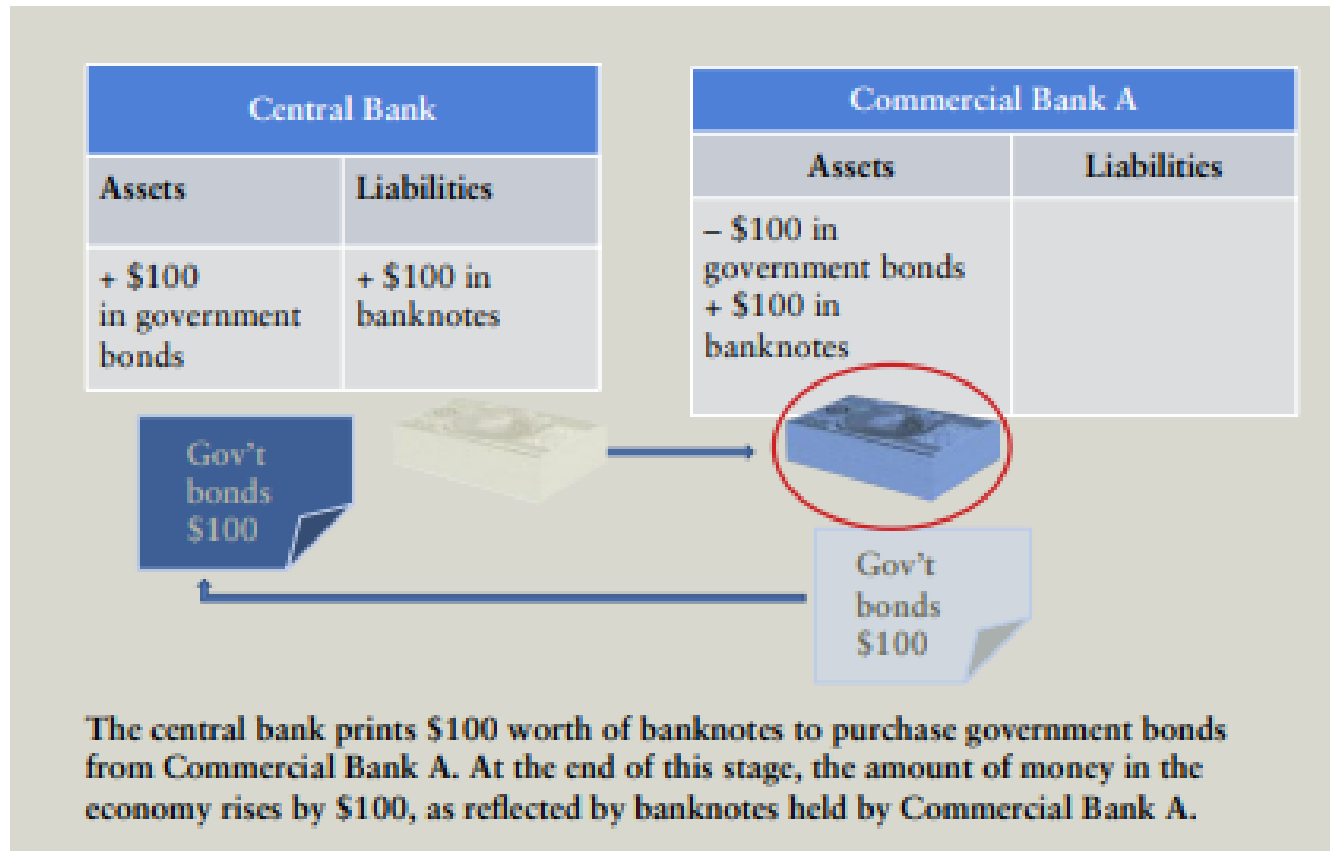 Central Bank
Assets Liabilities
+ $100
in government
bonds
+ $100 in
banknotes
Commercial Bank A
Assets Liabilities
– $100 in
government bonds
+ $100 in
banknotes
Gov't
bonds
$100
Gov't
bonds
$100
The central bank prints $100 worth of banknotes to purchase government bonds
from Commercial Bank A. At the end of this stage, the amount of money in the
economy rises by $100, as reflected by banknotes held by Commercial Bank A.